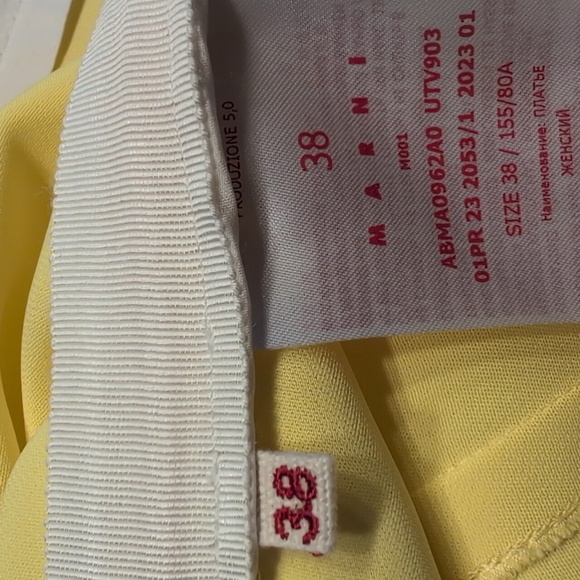 PRODUZIONE 5,0
38
MARNI
M001
ABMA0962A0 UTV903
01PR 23 2053/1 2023 01
SIZE 38 / 155/80A
Наименование: ПЛАТЬЕ
ЖЕНСКИЙ
38